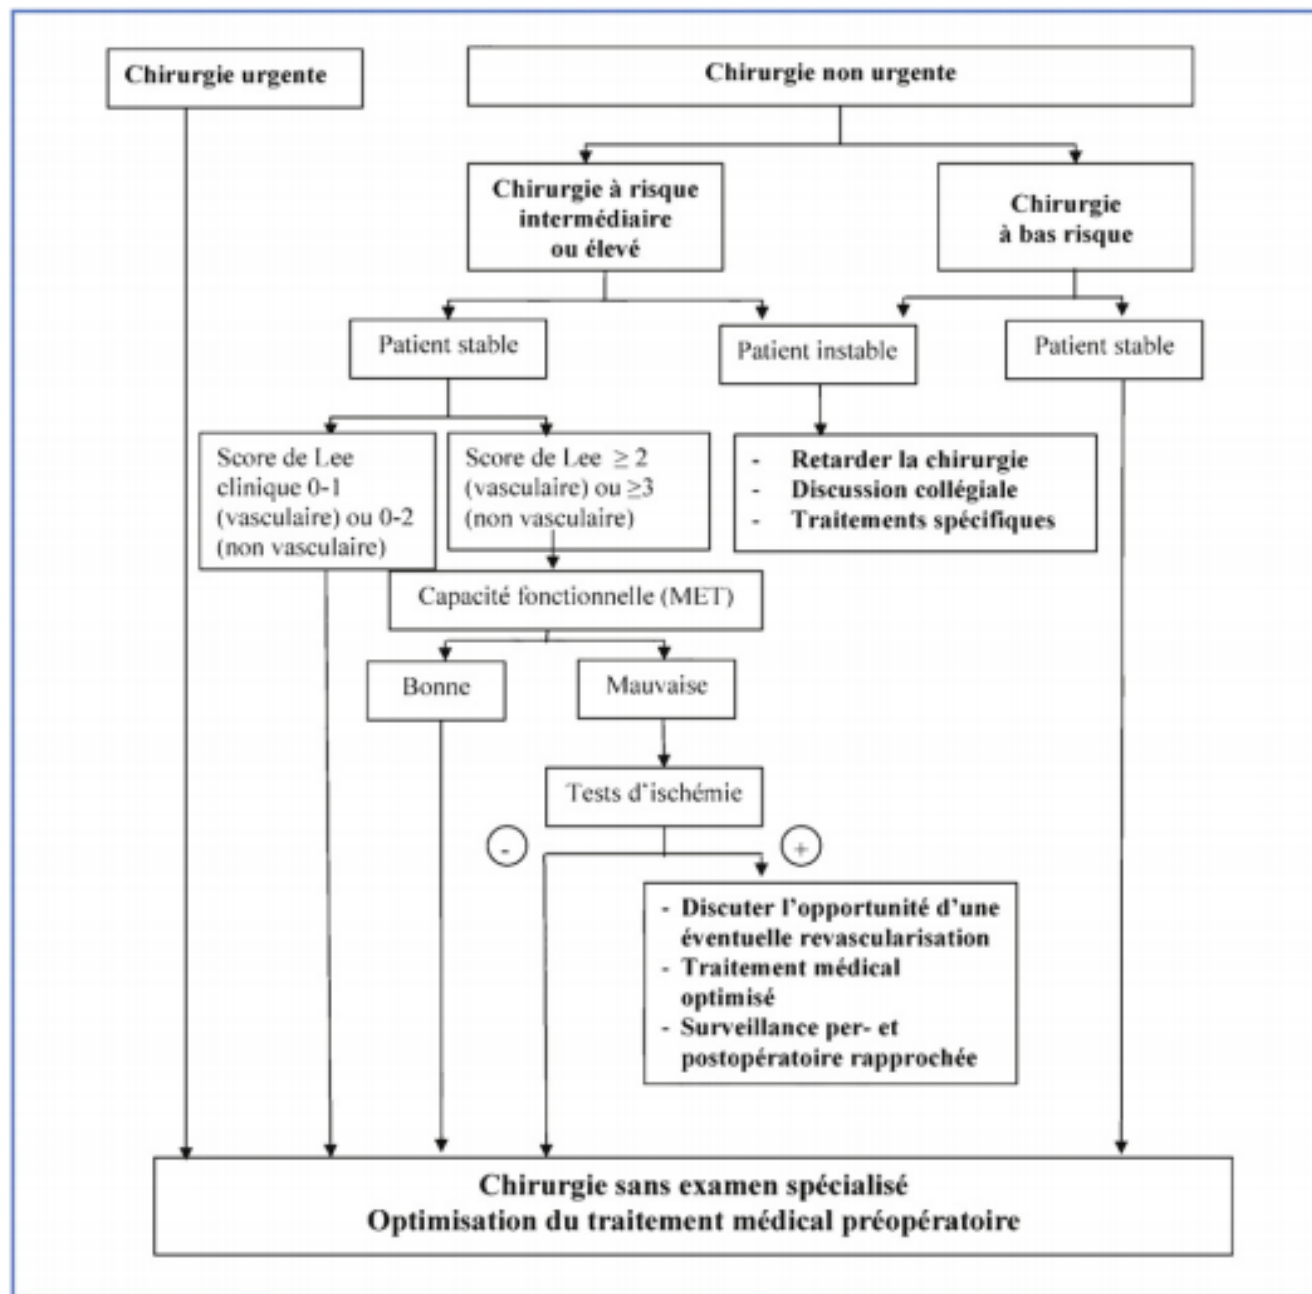 Chirurgie urgente
Chirurgie non urgente
Chirurgie à risque
intermédiaire
ou élevé
Chirurgie
à bas risque
Patient stable
Patient instable
Patient stable
Score de Lee
clinique 0-1
(vasculaire) ou 0-2
(non vasculaire)
Score de Lee ≥ 2
(vasculaire) ou ≥3
(non vasculaire)
- Retarder la chirurgie
- Discussion collégiale
- Traitements spécifiques
Capacité fonctionnelle (MET)
Bonne
Mauvaise
Tests d'ischémie
-
+
- Discuter l'opportunité d'une
éventuelle revascularisation
- Traitement médical
optimisé
- Surveillance per- et
postopératoire rapprochée
Chirurgie sans examen spécialisé
Optimisation du traitement médical préopératoire